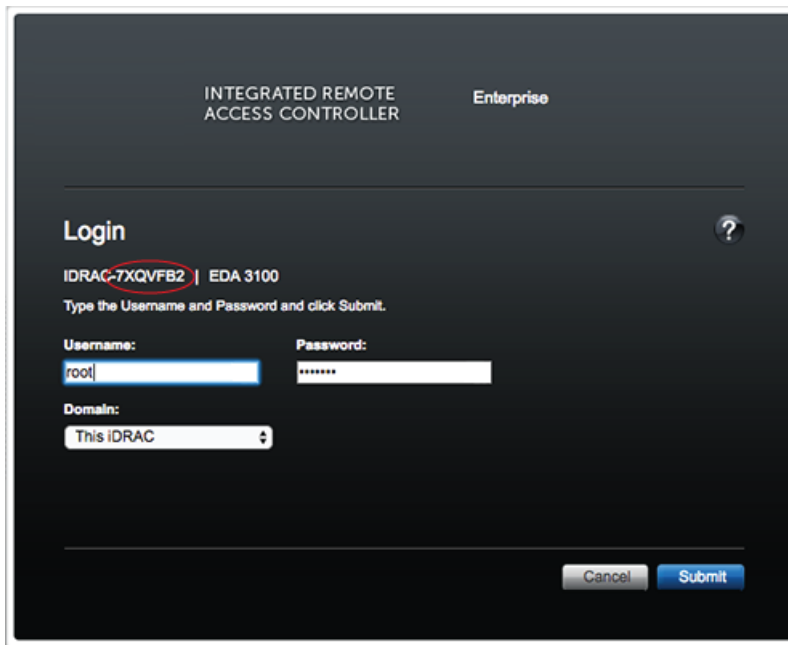 INTEGRATED REMOTE
ACCESS CONTROLLER
Enterprise
Login
?
IDRAC-7XQVFB2 | EDA 3100
Type the Username and Password and click Submit.
Username: Password:
root •••••••
Domain:
This iDRAC
Cancel Submit